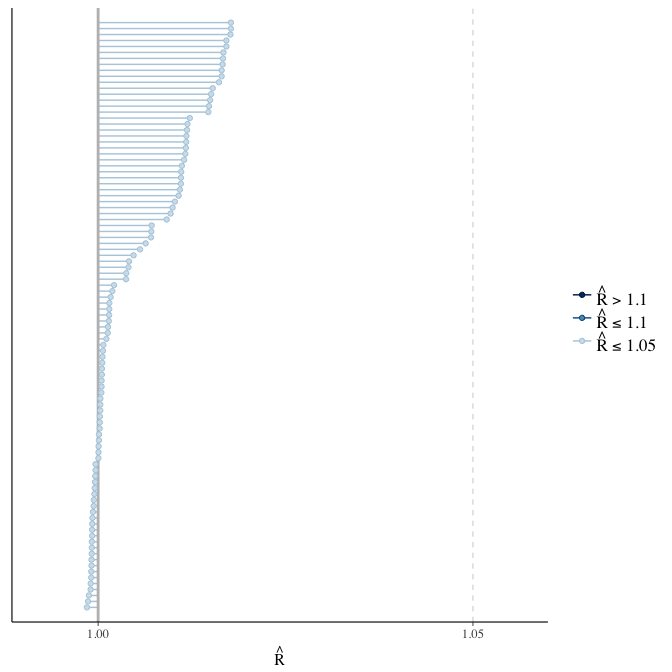 R̂ > 1.1
R̂ ≤ 1.1
R̂ ≤ 1.05
1.00 1.05
R̂